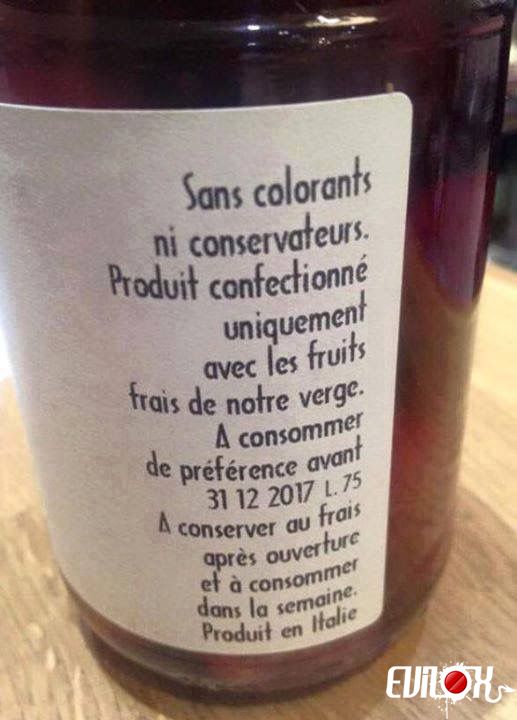 Sans colorants
ni conservateurs.
Produit confectionné
uniquement
avec les fruits
frais de notre verge.
A consommer
de préférence avant
31 12 2017 L. 75
A conserver au frais
après ouverture
et à consommer
dans la semaine.
Produit en Italie
EVILOX